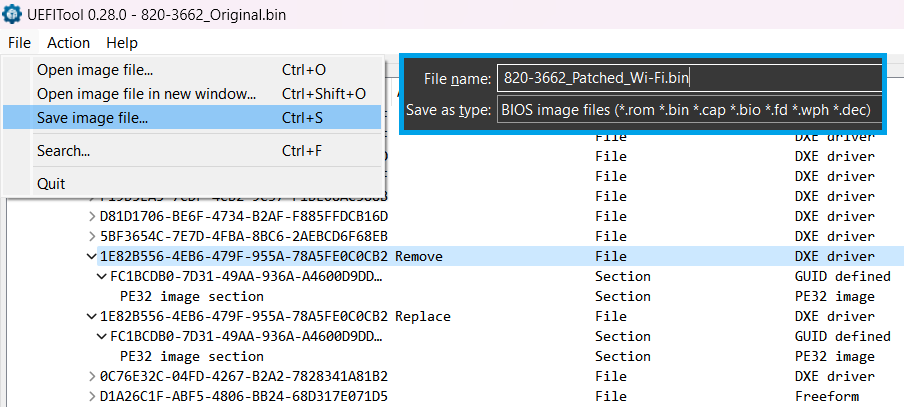 UEFITool 0.28.0 - 820-3662_Original.bin
File Action Help
Open image file... Ctrl+O
Open image file in new window... Ctrl+Shift+O
Save image file... Ctrl+S
Search... Ctrl+F
Quit
File name: 820-3662_Patched_Wi-Fi.bin
Save as type: BIOS image files (*.rom *.bin *.cap *.bio *.fd *.wph *.dec)
File DXE driver
File DXE driver
File DXE driver
File DXE driver
D81D1706-BE6F-4734-B2AF-F885FFDCB16D File DXE driver
5BF3654C-7E7D-4FBA-8BC6-2AEBCD6F68EB File DXE driver
1E82B556-4EB6-479F-955A-78A5FE0C0CB2 Remove File DXE driver
FC1BCDB0-7D31-49AA-936A-A4600D9DD… Section GUID defined
PE32 image section Section PE32 image
1E82B556-4EB6-479F-955A-78A5FE0C0CB2 Replace File DXE driver
FC1BCDB0-7D31-49AA-936A-A4600D9DD… Section GUID defined
PE32 image section Section PE32 image
0C76E32C-04FD-4267-B2A2-7828341A81B2 File DXE driver
D1A26C1F-ABF5-4806-BB24-68D317E071D5 File Freeform